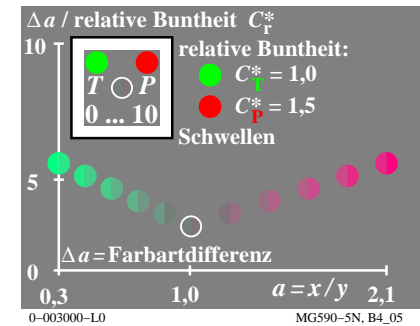 Δa / relative Buntheit C*r
10
relative Buntheit:
C*T = 1,0
T P
C*P = 1,5
0 ... 10
Schwellen
5
Δa = Farbartdifferenz
0
a = x/y
0,3 1,0 2,1
0-003000-L0 MG590-5N, B4_05